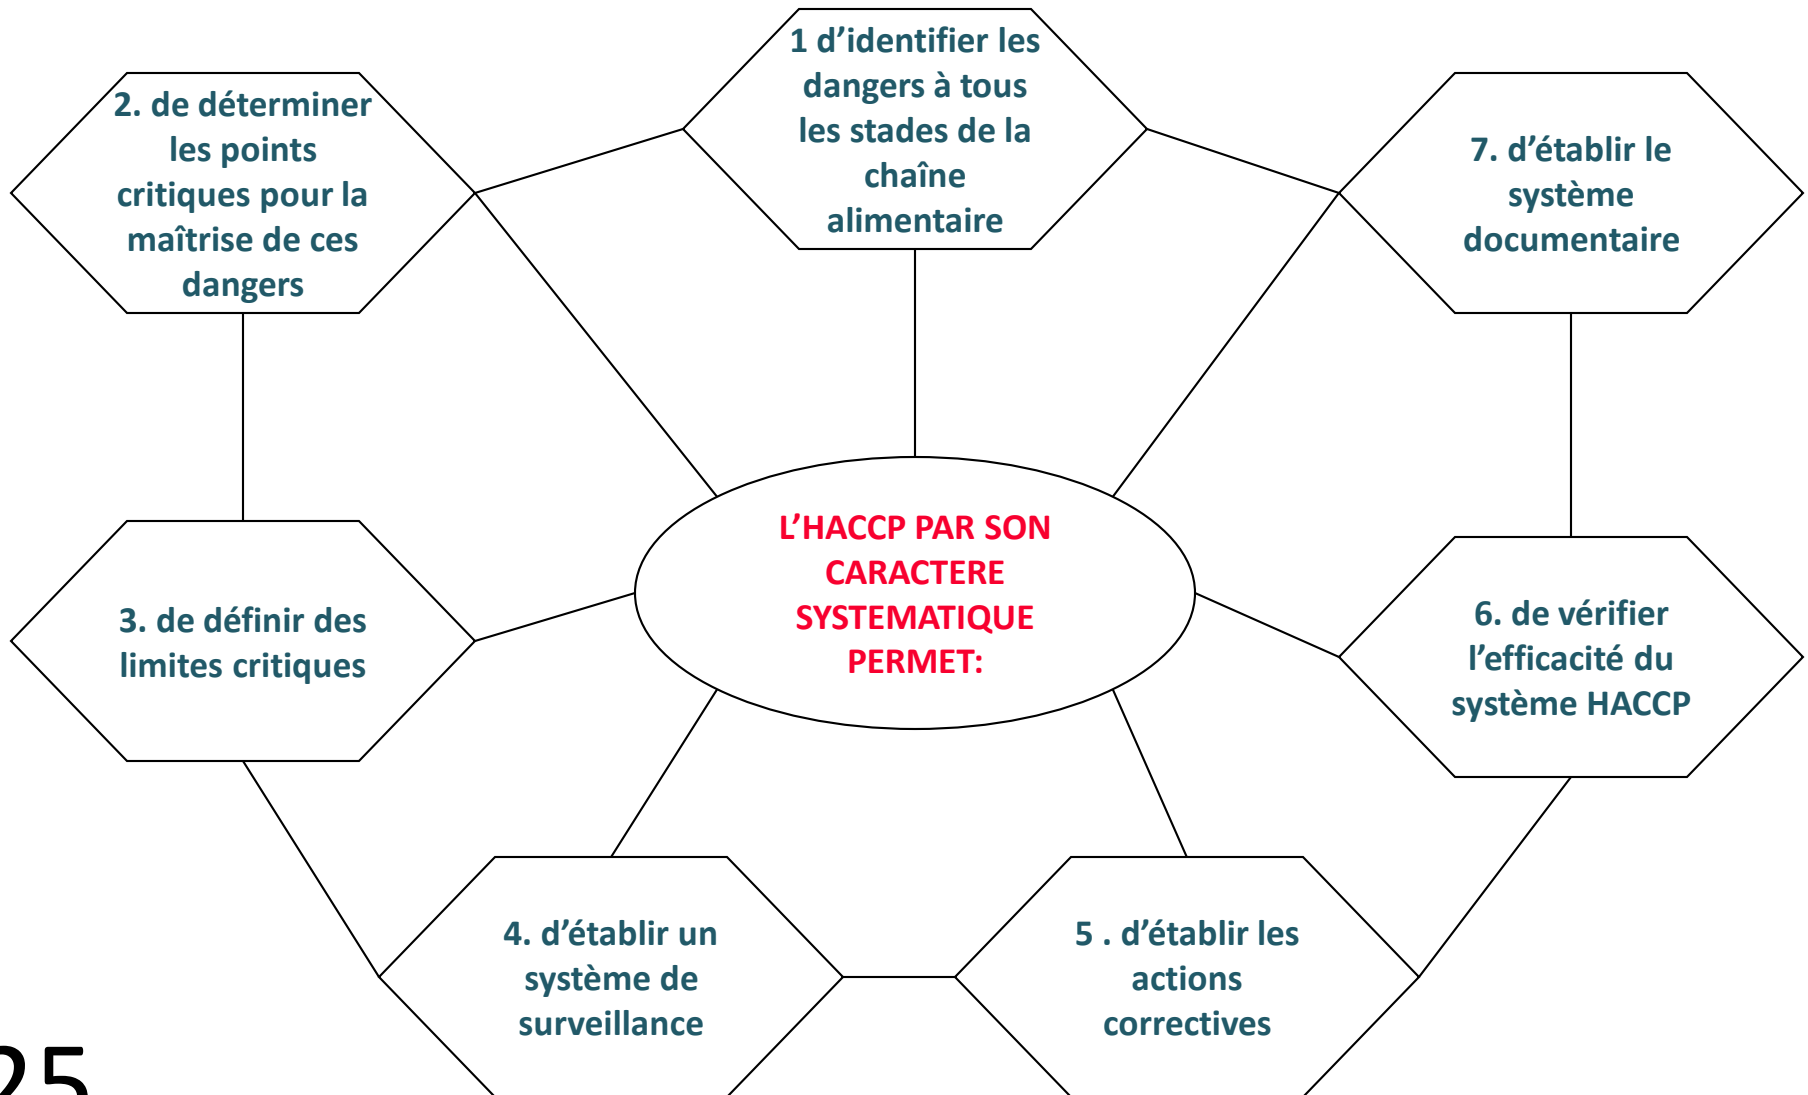 1 d’identifier les
dangers à tous
les stades de la
chaîne
alimentaire
2. de déterminer
les points
critiques pour la
maîtrise de ces
dangers
7. d’établir le
système
documentaire
L’HACCP PAR SON
CARACTERE
SYSTEMATIQUE
PERMET:
3. de définir des
limites critiques
6. de vérifier
l’efficacité du
système HACCP
4. d’établir un
système de
surveillance
5 . d’établir les
actions
correctives
25